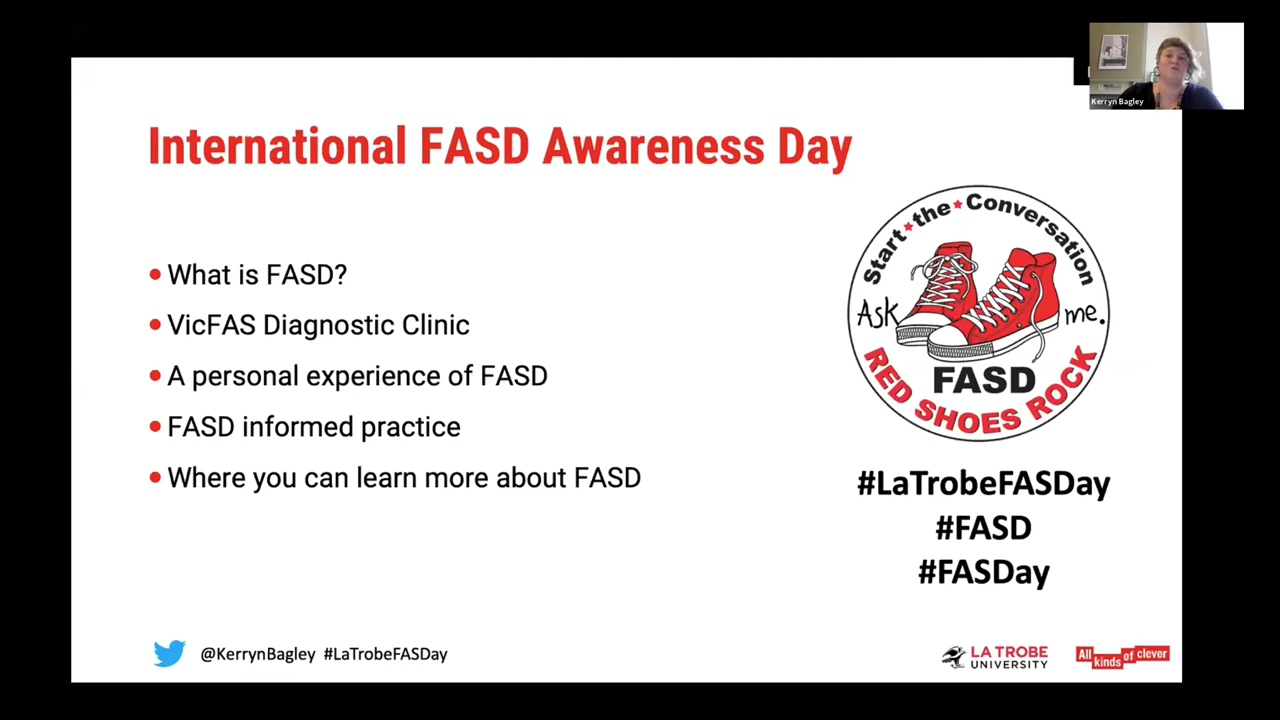 Kerryn Bagley
International FASD Awareness Day
• What is FASD?
• VicFAS Diagnostic Clinic
• A personal experience of FASD
• FASD informed practice
• Where you can learn more about FASD
Start ★ the ★ Conversation
Ask me.
FASD
RED SHOES ROCK
#LaTrobeFASDay
#FASD
#FASDay
@KerrynBagley #LaTrobeFASDay
LA TROBE
UNIVERSITY
All kinds of clever